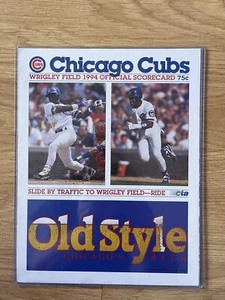 Chicago Cubs
WRIGLEY FIELD 1994 OFFICIAL SCORECARD 75¢
SLIDE BY TRAFFIC TO WRIGLEY FIELD—RIDE cta
Old Style